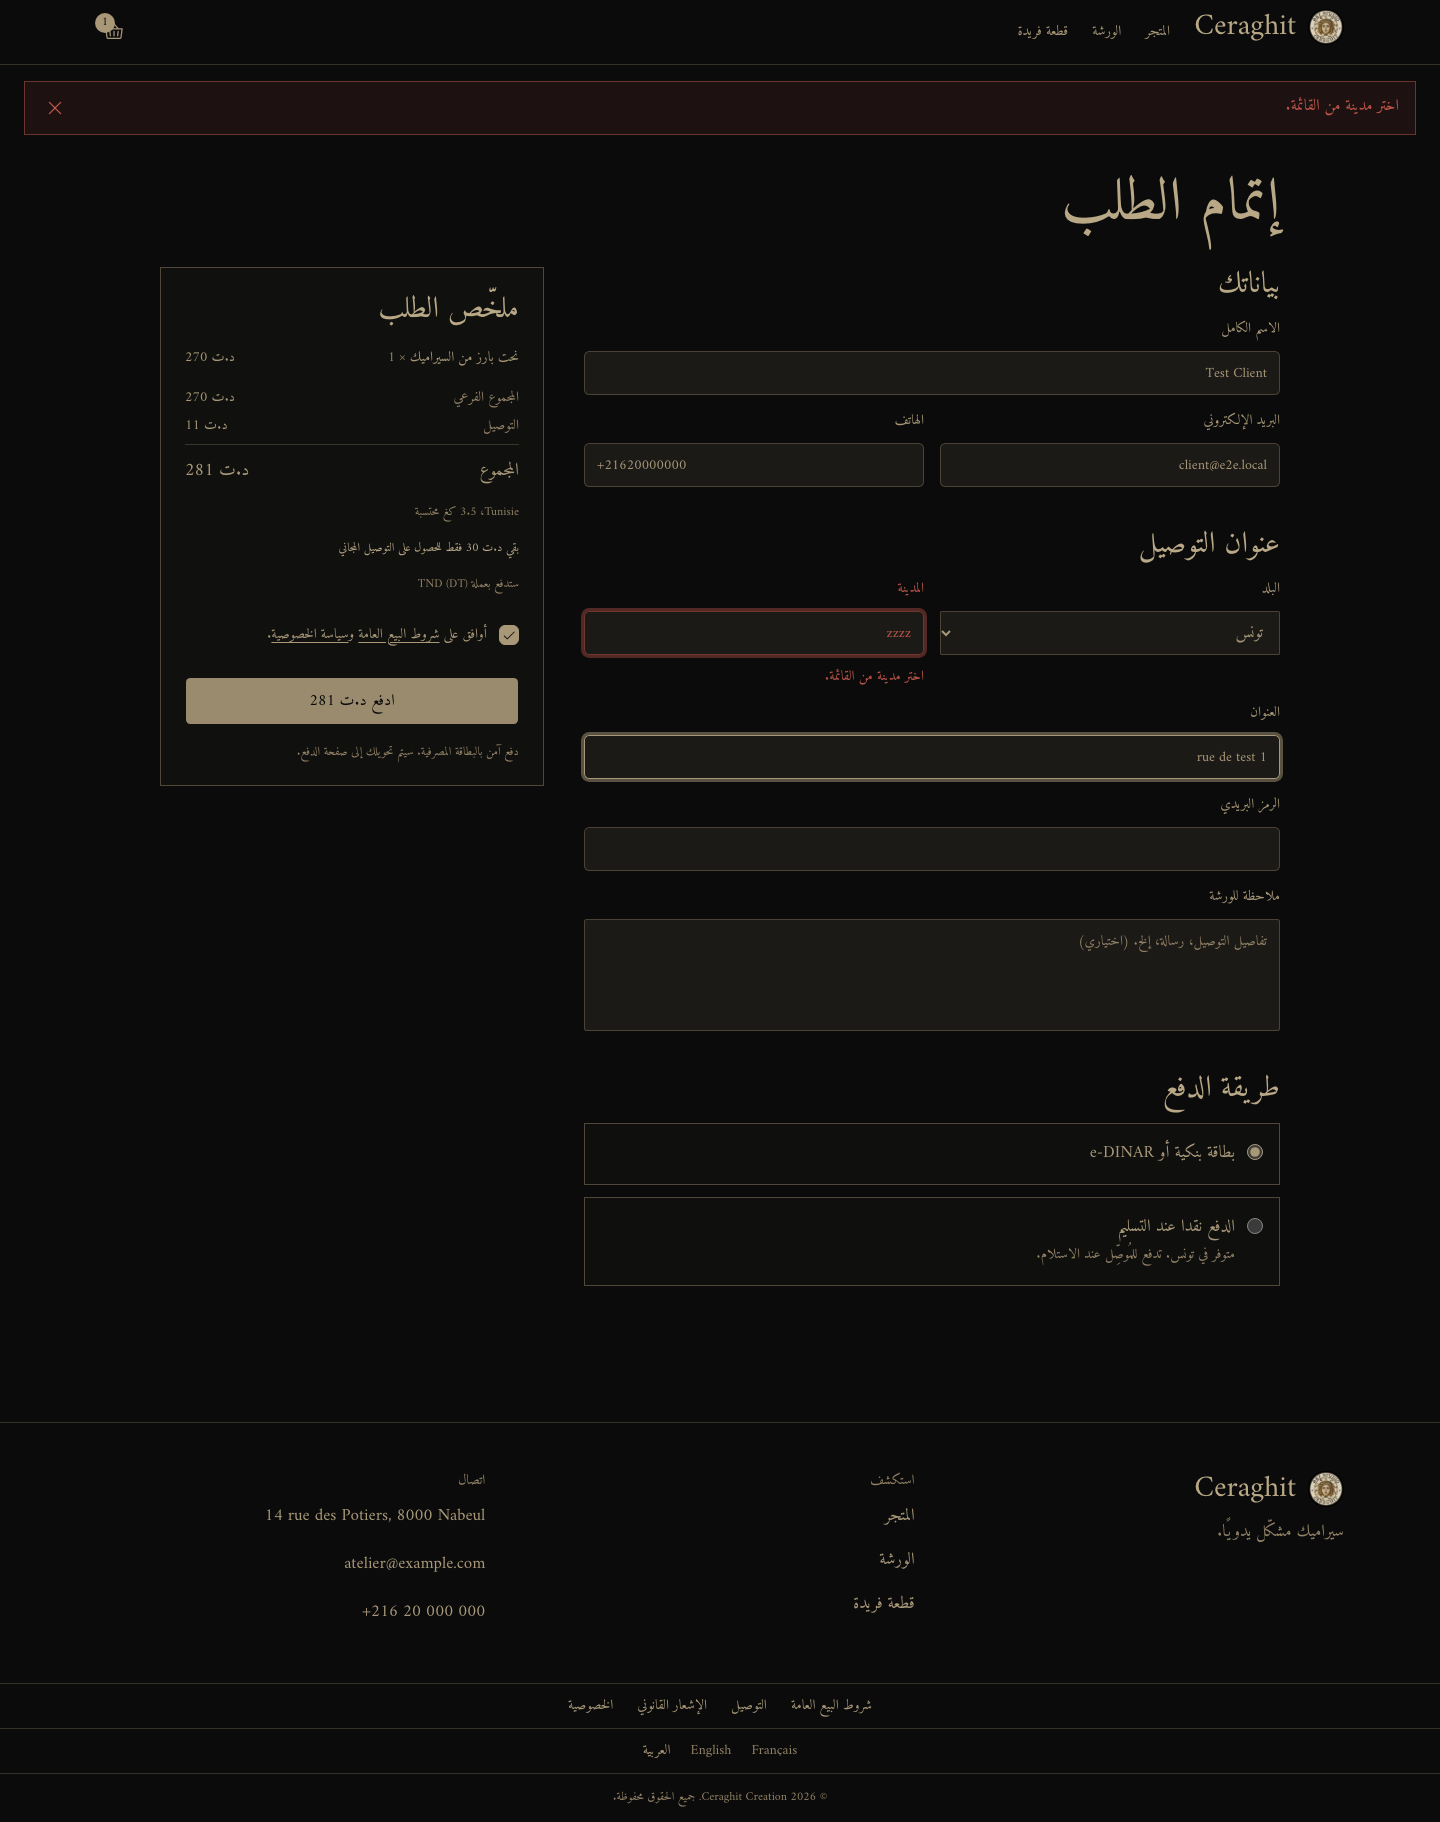 Ceraghit
المتجر
الورشة
قطعة فريدة
1
اختر مدينة من القائمة.
إتمام الطلب
بياناتك
الاسم الكامل
Test Client
البريد الإلكتروني
الهاتف
client@e2e.local
+21620000000
عنوان التوصيل
البلد
المدينة
تونس
zzzz
اختر مدينة من القائمة.
العنوان
1 rue de test
الرمز البريدي
ملاحظة للورشة
تفاصيل التوصيل، رسالة، إلخ. (اختياري)
طريقة الدفع
بطاقة بنكية أو e-DINAR
الدفع نقدا عند التسليم
متوفر في تونس. تدفع للمُوصِّل عند الاستلام.
ملخّص الطلب
نحت بارز من السيراميك × 1
د.ت 270
المجموع الفرعي
د.ت 270
التوصيل
د.ت 11
المجموع
د.ت 281
Tunisie، 3.5 كغ محتسبة
بقي د.ت 30 فقط للحصول على التوصيل المجاني
ستدفع بعملة TND (DT)
أوافق على شروط البيع العامة وسياسة الخصوصية.
ادفع د.ت 281
دفع آمن بالبطاقة المصرفية. سيتم تحويلك إلى صفحة الدفع.
Ceraghit
سيراميك مشكّل يدويًا.
استكشف
المتجر
الورشة
قطعة فريدة
اتصال
14 rue des Potiers, 8000 Nabeul
atelier@example.com
+216 20 000 000
شروط البيع العامة
التوصيل
الإشعار القانوني
الخصوصية
Français
English
العربية
© 2026 Ceraghit Creation. جميع الحقوق محفوظة.